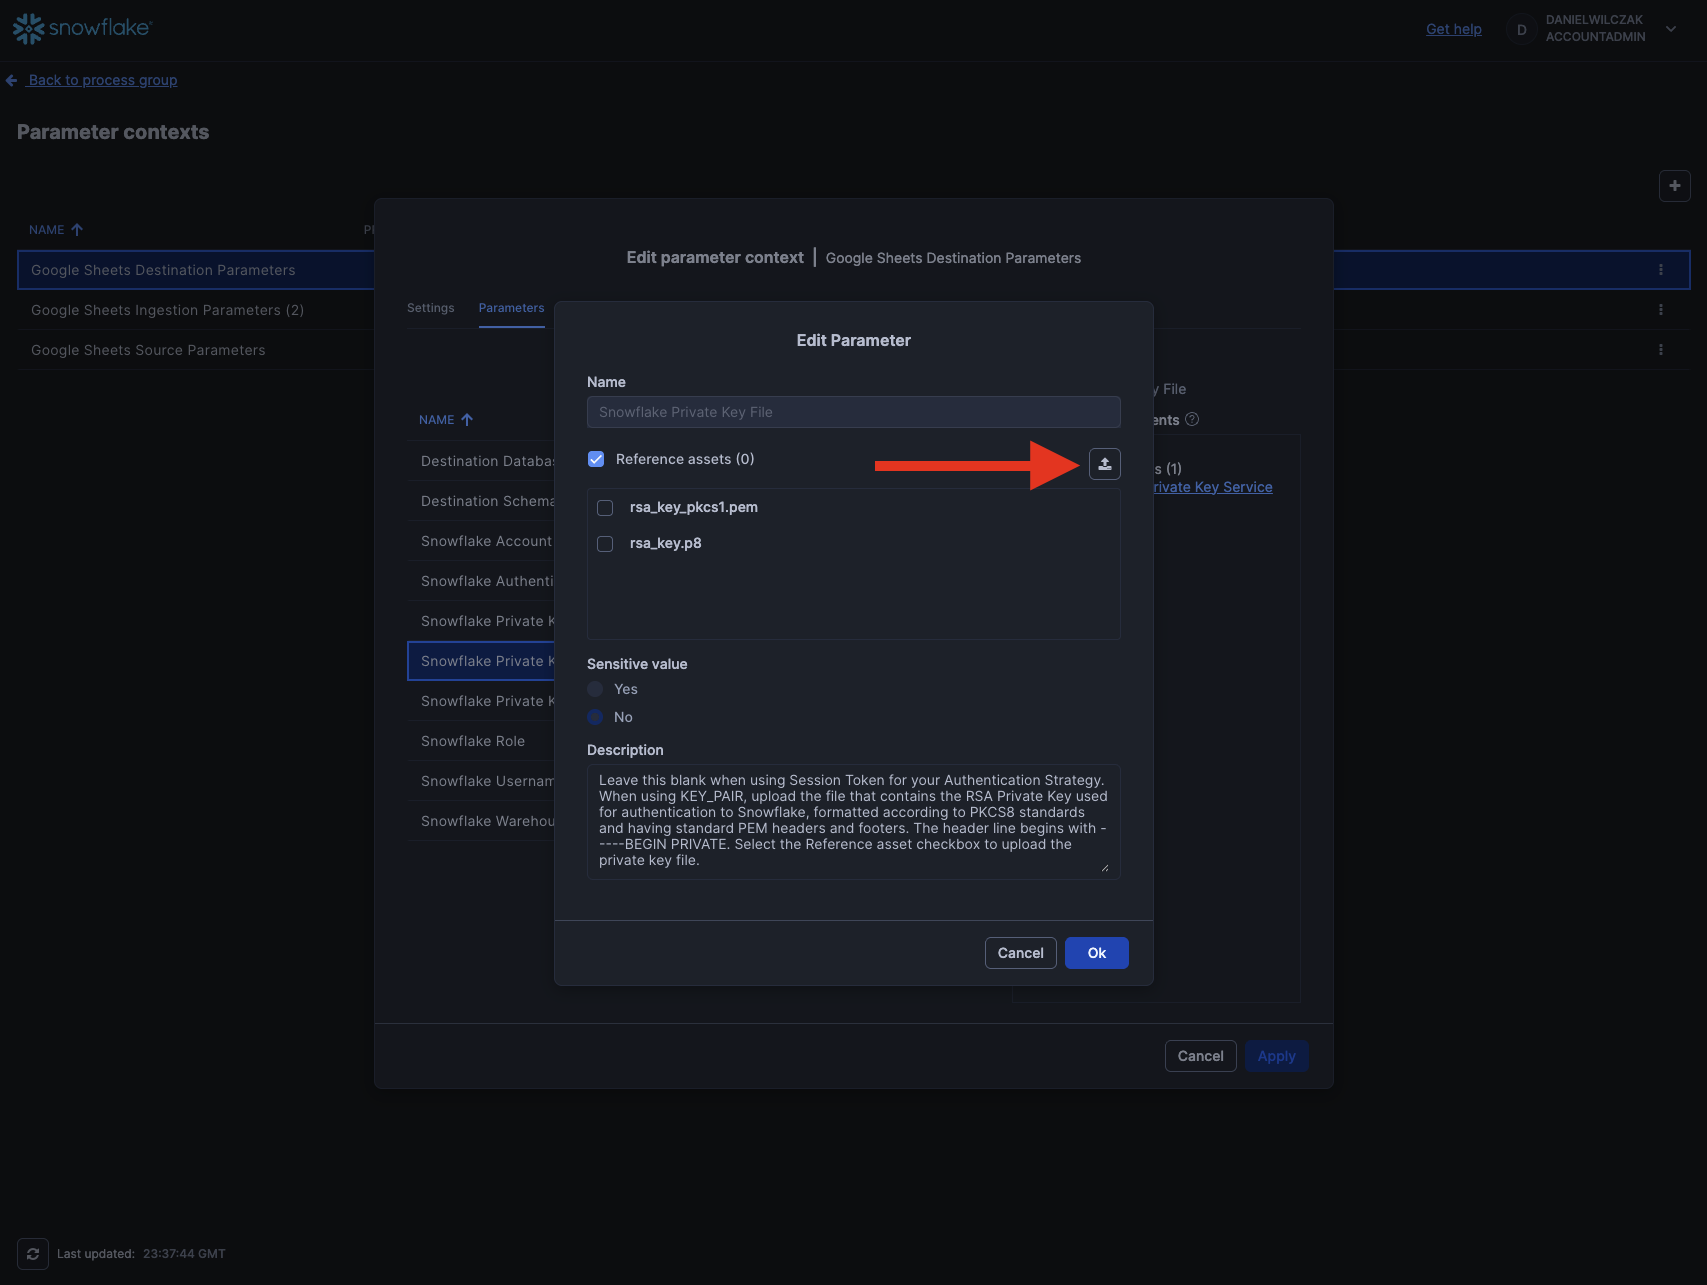 snowflake
Get help
D
DANIELWILCZAK
ACCOUNTADMIN
Back to process group
Parameter contexts
NAME
Google Sheets Destination Parameters
Google Sheets Ingestion Parameters (2)
Google Sheets Source Parameters
Edit parameter context | Google Sheets Destination Parameters
Settings
Parameters
NAME
Destination
Destination Schema
Snowflake Account
Snowflake
Snowflake Private
Snowflake Private
Snowflake Private
Snowflake Role
Snowflake
Snowflake
File
(1)
Key Service
Edit Parameter
Name
Snowflake Private Key File
Reference assets (0)
rsa_key_pkcs1.pem
rsa_key.p8
Sensitive value
Yes
No
Description
Leave this blank when using Session Token for your Authentication Strategy.
When using KEY_PAIR, upload the file that contains the RSA Private Key used
for authentication to Snowflake, formatted according to PKCS8 standards
and having standard PEM headers and footers. The header line begins with -
----BEGIN PRIVATE. Select the Reference asset checkbox to upload the
private key file.
Cancel
Ok
Cancel
Apply
Last updated: 23:37:44 GMT